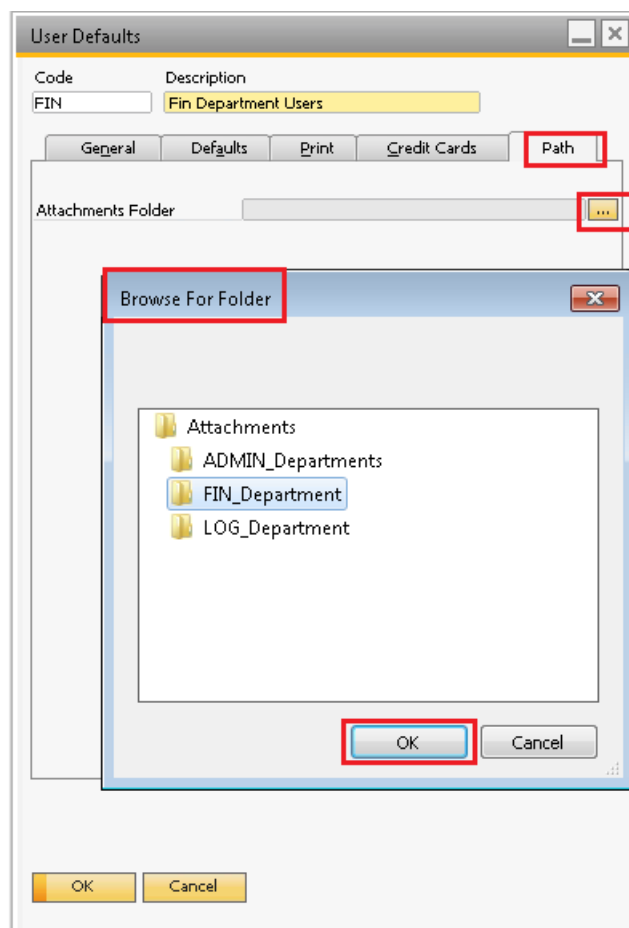 User Defaults
Code Description
FIN Fin Department Users
General Defaults Print Credit Cards Path
Attachments Folder ...
Browse For Folder
Attachments
ADMIN_Departments
FIN_Department
LOG_Department
OK Cancel
OK Cancel